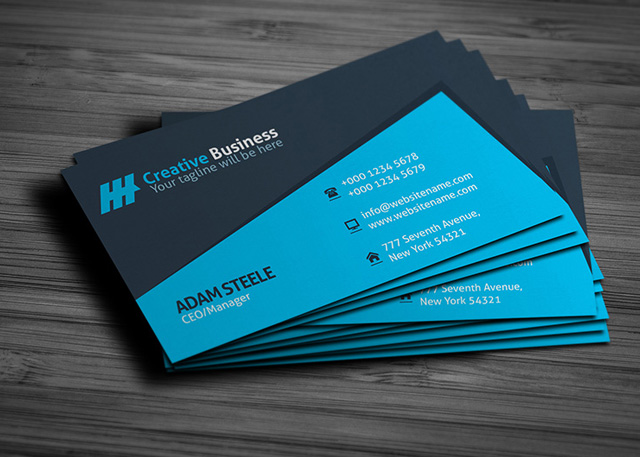 Creative Business
Your tagline will be here
+000 1234 5678
+000 1234 5679
info@websitename.com
www.websitename.com
777 Seventh Avenue,
New York 54321
ADAM STEELE
CEO/Manager
777 Seventh Avenue,
New York 54321